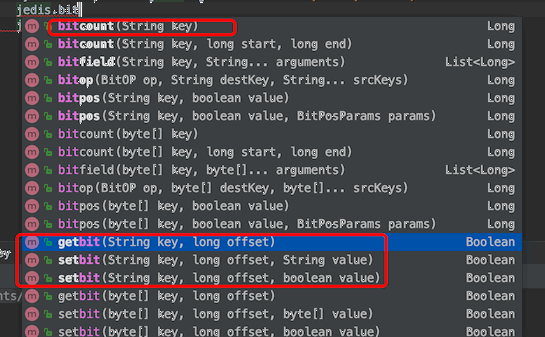 jedis.bit
bitcount(String key) Long
bitcount(String key, long start, long end) Long
bitfield(String key, String... arguments) List<Long>
bitop(BitOP op, String destKey, String... srcKeys) Long
bitpos(String key, boolean value) Long
bitpos(String key, boolean value, BitPosParams params) Long
bitcount(byte[] key) Long
bitcount(byte[] key, long start, long end) Long
bitfield(byte[] key, byte[]... arguments) List<Long>
bitop(BitOP op, byte[] destKey, byte[]... srcKeys) Long
bitpos(byte[] key, boolean value) Long
bitpos(byte[] key, boolean value, BitPosParams params) Long
getbit(String key, long offset) Boolean
setbit(String key, long offset, String value) Boolean
setbit(String key, long offset, boolean value) Boolean
getbit(byte[] key, long offset) Boolean
setbit(byte[] key, long offset, byte[] value) Boolean
setbit(byte[] key, long offset, boolean value) Boolean